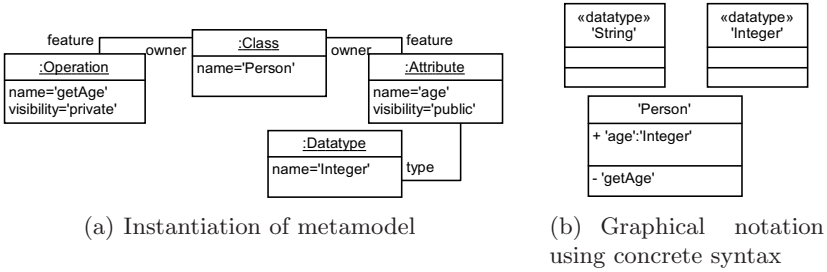 feature
owner
:Class
name='Person'
owner
feature
:Operation
name='getAge'
visibility='private'
:Attribute
name='age'
visibility='public'
:Datatype
name='Integer'
type
(a) Instantiation of metamodel
«datatype»
'String'
«datatype»
'Integer'
'Person'
+ 'age':'Integer'
- 'getAge'
(b) Graphical notation
using concrete syntax